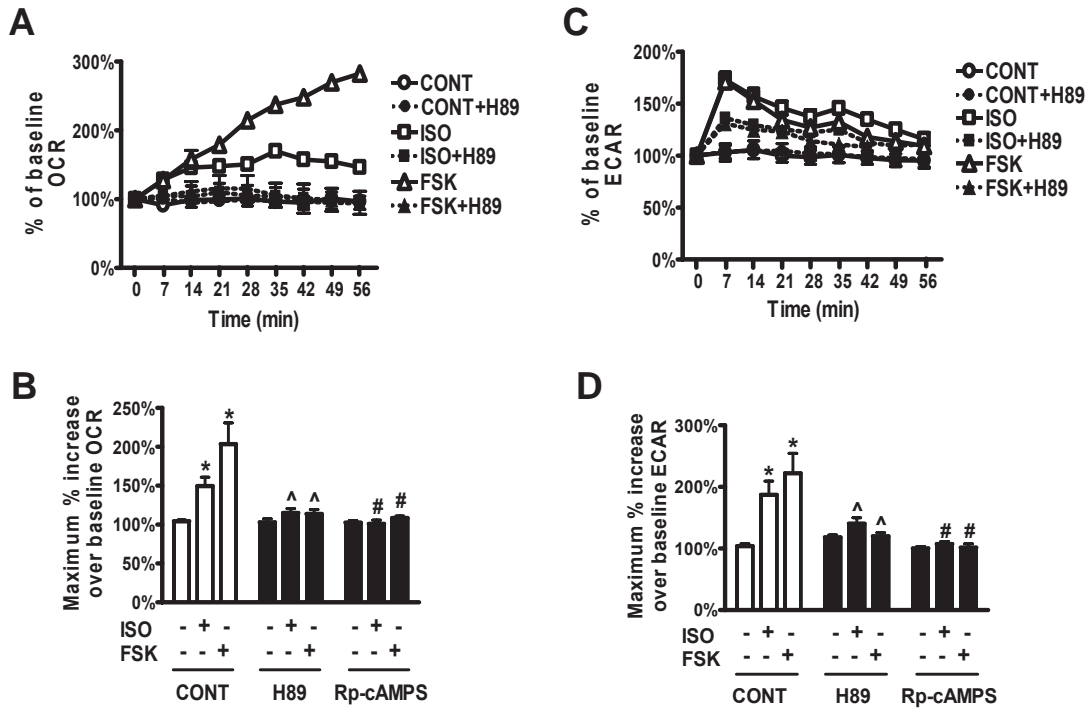 A
% of baseline
OCR
300%
200%
100%
0%
0 7 14 21 28 35 42 49 56
Time (min)
CONT
CONT+H89
ISO
ISO+H89
FSK
FSK+H89
C
% of baseline
ECAR
200%
150%
100%
50%
0%
0 7 14 21 28 35 42 49 56
Time (min)
CONT
CONT+H89
ISO
ISO+H89
FSK
FSK+H89
B
Maximum % increase
over baseline OCR
250%
200%
150%
100%
50%
0%
* * ^ ^ # #
ISO - + - - + - - + -
FSK - - + - - + - - +
CONT H89 Rp-cAMPS
D
Maximum % increase
over baseline ECAR
300%
200%
100%
0%
* * ^ ^ # #
ISO - + - - + - - + -
FSK - - + - - + - - +
CONT H89 Rp-cAMPS